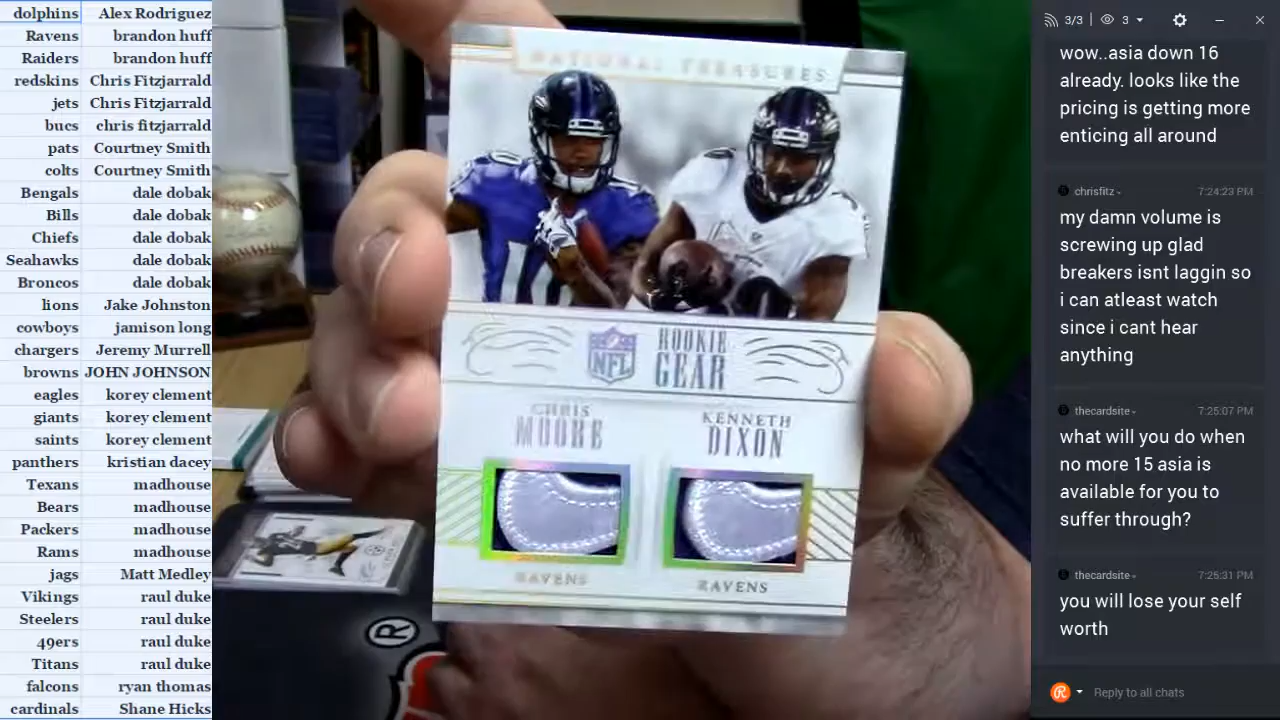 dolphins Alex Rodriguez
Ravens brandon huff
Raiders brandon huff
redskins Chris Fitzjarrald
jets Chris Fitzjarrald
bucs chris fitzjarrald
pats Courtney Smith
colts Courtney Smith
Bengals dale dobak
Bills dale dobak
Chiefs dale dobak
Seahawks dale dobak
Broncos dale dobak
lions Jake Johnston
cowboys jamison long
chargers Jeremy Murrell
browns JOHN JOHNSON
eagles korey clement
giants korey clement
saints korey clement
panthers kristian dacey
Texans madhouse
Bears madhouse
Packers madhouse
Rams madhouse
jags Matt Medley
Vikings raul duke
Steelers raul duke
49ers raul duke
Titans raul duke
falcons ryan thomas
cardinals Shane Hicks
NATIONAL TREASURES
10
NFL
ROOKIE
GEAR
CHRIS
MOORE
KENNETH
DIXON
RAVENS
RAVENS
®
3/3 3
wow..asia down 16
already. looks like the
pricing is getting more
enticing all around
chrisfitz 7:24:23 PM
my damn volume is
screwing up glad
breakers isnt laggin so
i can atleast watch
since i cant hear
anything
thecardsite 7:25:07 PM
what will you do when
no more 15 asia is
available for you to
suffer through?
thecardsite 7:25:31 PM
you will lose your self
worth
Reply to all chats